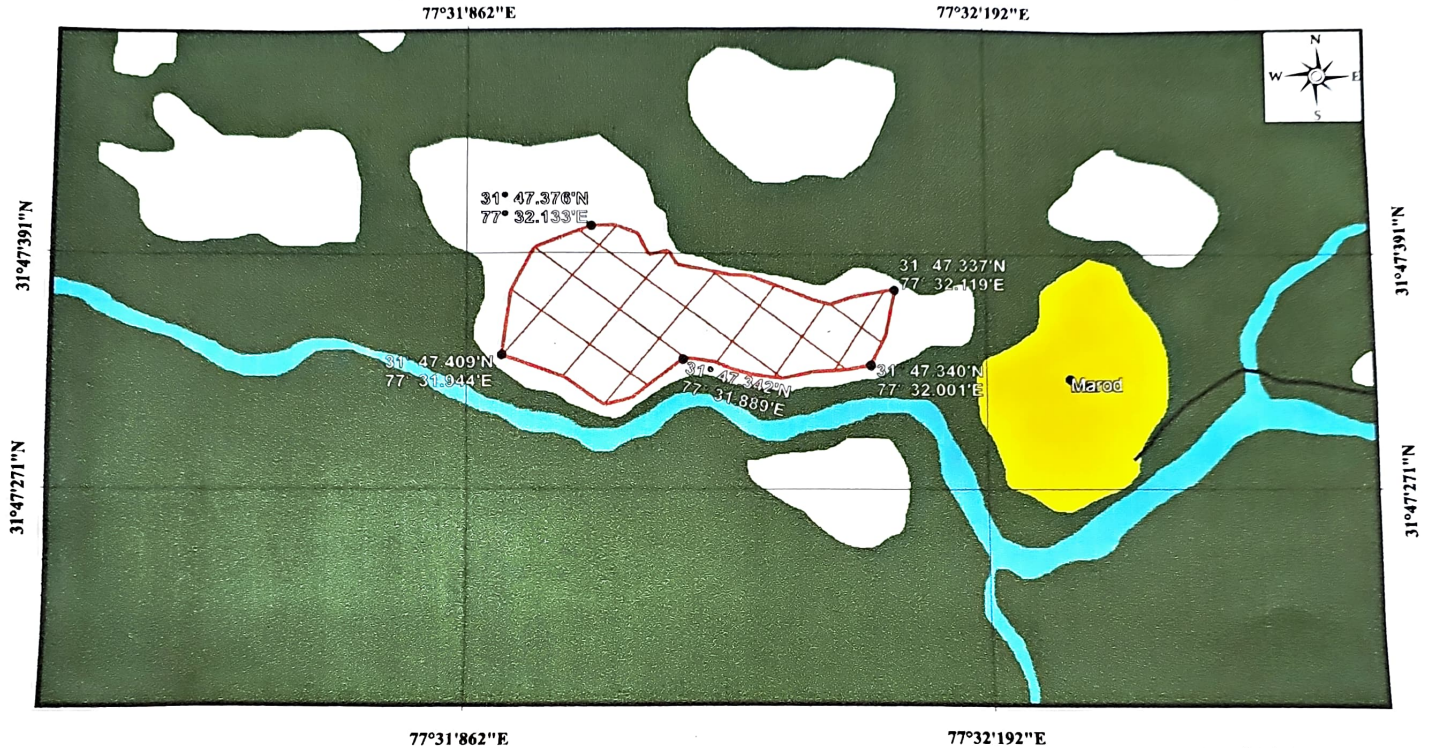 77°31'862"E
77°32'192"E
N
W
E
S
31°47'391"N
31°47'391"N
31° 47.376'N
77° 32.133'E
31 47.337'N
77' 32.119'E
31' 47.409'N
77' 31.944'E
31° 47.342'N
77' 31.889'E
31' 47.340'N
77' 32.001'E
Marod
31°47'271"N
31°47'271"N
77°31'862"E
77°32'192"E